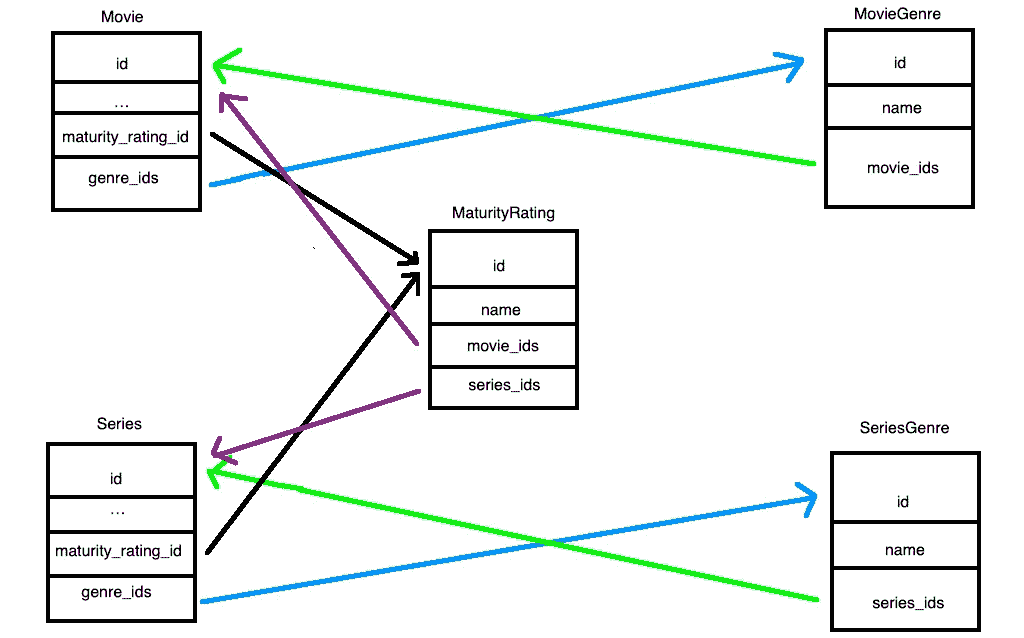 Movie
id
...
maturity_rating_id
genre_ids
MovieGenre
id
name
movie_ids
MaturityRating
id
name
movie_ids
series_ids
Series
id
...
maturity_rating_id
genre_ids
SeriesGenre
id
name
series_ids